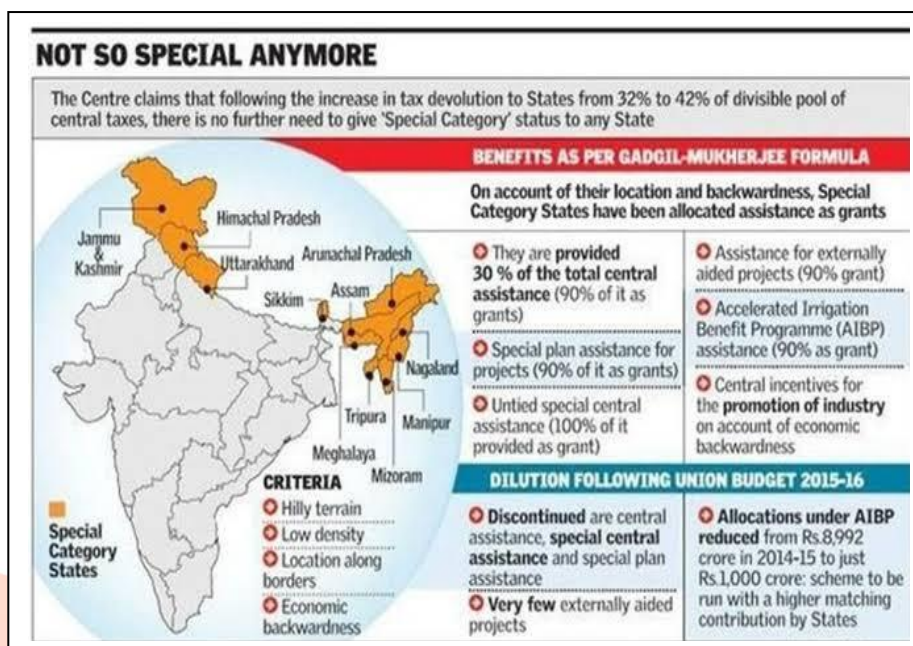 NOT SO SPECIAL ANYMORE
The Centre claims that following the increase in tax devolution to States from 32% to 42% of divisible pool of
central taxes, there is no further need to give 'Special Category' status to any State
BENEFITS AS PER GADGIL-MUKHERJEE FORMULA
On account of their location and backwardness, Special
Category States have been allocated assistance as grants
They are provided
30 % of the total central
assistance (90% of it as
grants)
Special plan assistance for
projects (90% of it as grants)
Untied special central
assistance (100% of it
provided as grant)
Assistance for externally
aided projects (90% grant)
Accelerated Irrigation
Benefit Programme (AIBP)
assistance (90% as grant)
Central incentives for
the promotion of industry
on account of economic
backwardness
Jammu
&
Kashmir
Himachal Pradesh
Uttarakhand
Arunachal Pradesh
Sikkim
Assam
Nagaland
Tripura
Manipur
Meghalaya
Mizoram
Special
Category
States
CRITERIA
Hilly terrain
Low density
Location along
borders
Economic
backwardness
DILUTION FOLLOWING UNION BUDGET 2015-16
Discontinued are central
assistance, special central
assistance and special plan
assistance
Very few externally aided
projects
Allocations under AIBP
reduced from Rs.8,992
crore in 2014-15 to just
Rs.1,000 crore: scheme to be
run with a higher matching
contribution by States